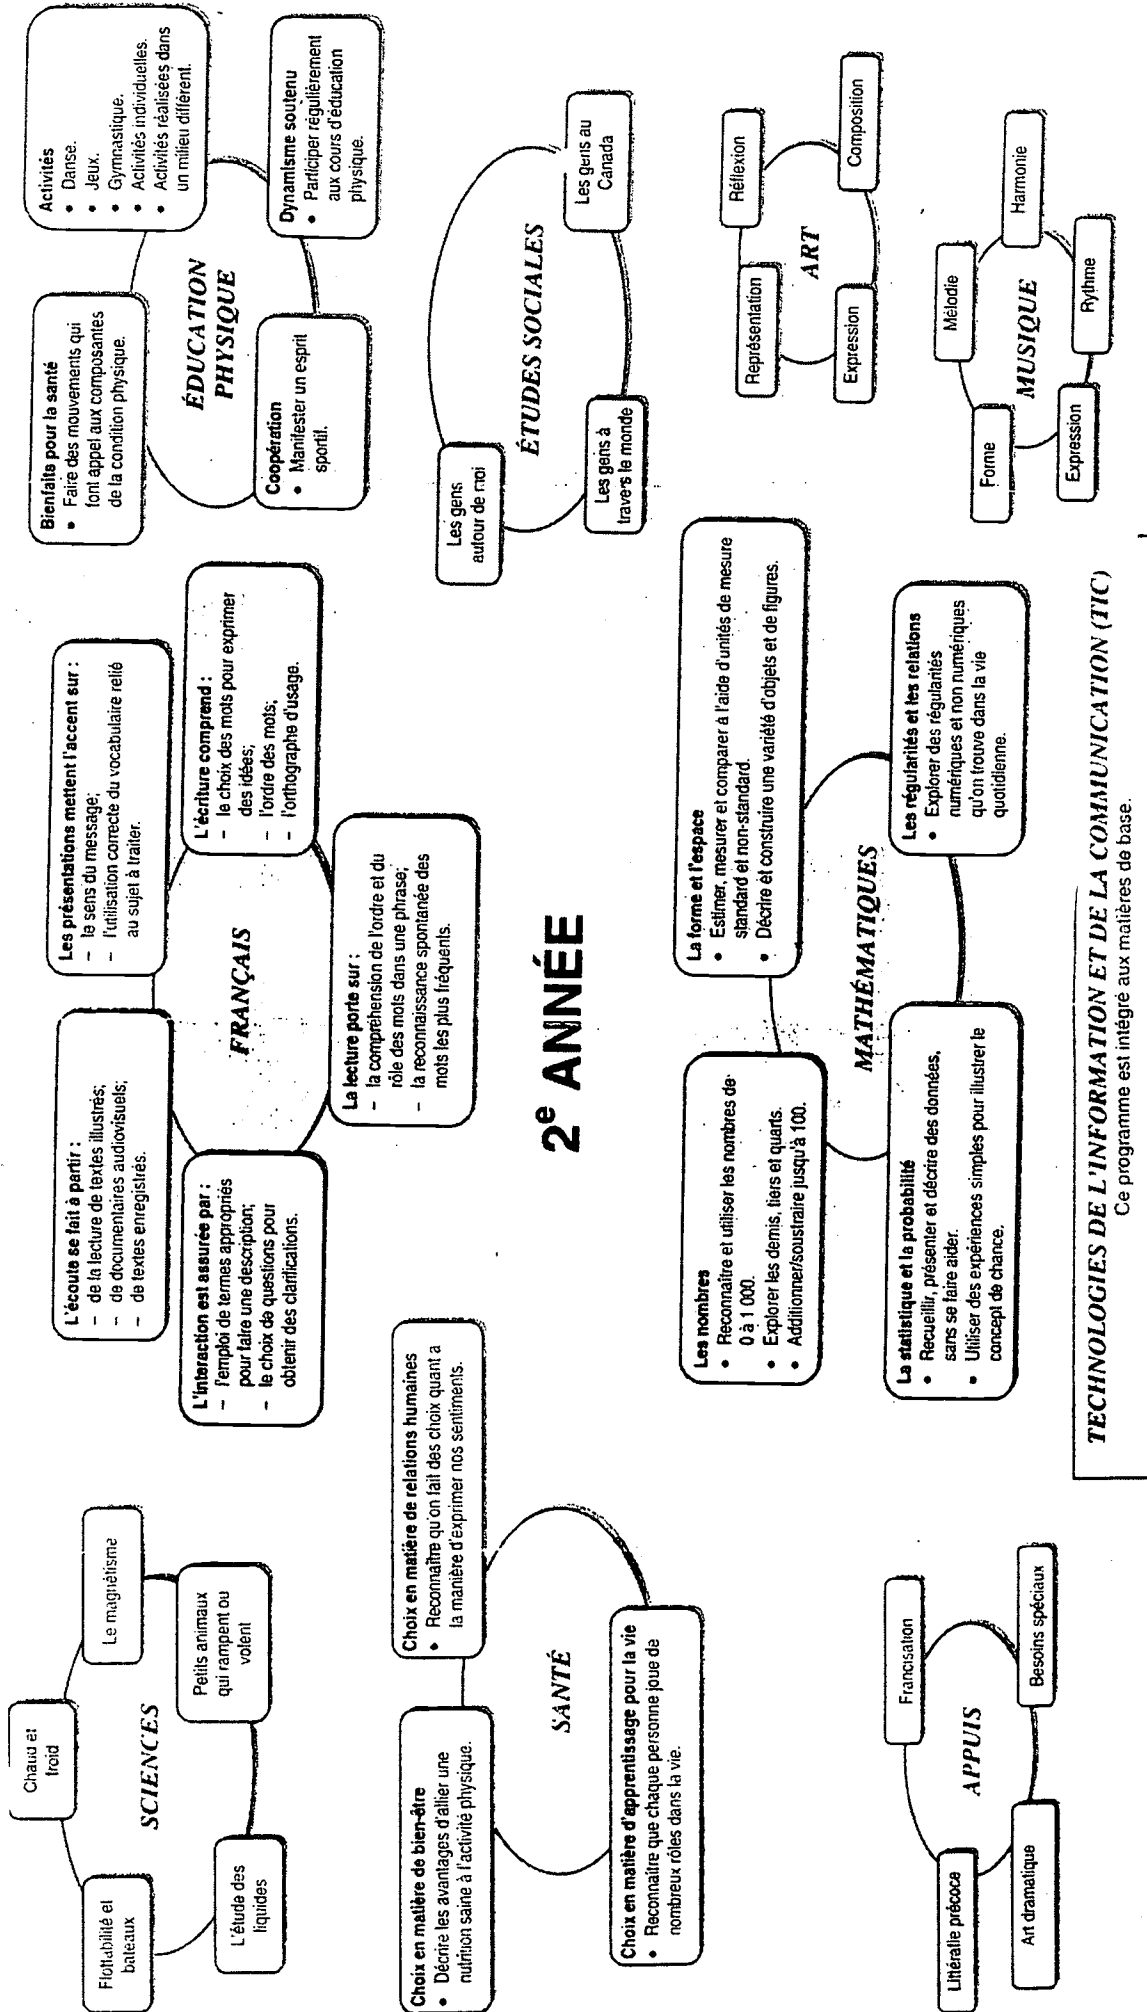 SCIENCES
Chaud et
froid
Le magnétisme
Petits animaux
qui rampent ou
volent
L'étude des
liquides
Flottabilité et
bateaux
FRANÇAIS
L'écoute se fait à partir :
– de la lecture de textes illustrés;
– de documentaires audiovisuels;
– de textes enregistrés.
Les présentations mettent l'accent sur :
– le sens du message;
– l'utilisation correcte du vocabulaire relié
au sujet à traiter.
L'écriture comprend :
– le choix des mots pour exprimer
des idées;
– l'ordre des mots;
– l'orthographe d'usage.
La lecture porte sur :
– la compréhension de l'ordre et du
rôle des mots dans une phrase;
– la reconnaissance spontanée des
mots les plus fréquents.
L'interaction est assurée par :
– l'emploi de termes appropriés
pour faire une description;
– le choix de questions pour
obtenir des clarifications.
ÉDUCATION
PHYSIQUE
Bienfaits pour la santé
• Faire des mouvements qui
font appel aux composantes
de la condition physique.
Activités
• Danse.
• Jeux.
• Gymnastique.
• Activités individuelles.
• Activités réalisées dans
un milieu différent.
Dynamisme soutenu
• Participer régulièrement
aux cours d'éducation
physique.
Coopération
• Manifester un esprit
sportif.
SANTÉ
Choix en matière de bien-être
• Décrire les avantages d'allier une
nutrition saine à l'activité physique.
Choix en matière de relations humaines
• Reconnaître qu'on fait des choix quant a
la manière d'exprimer nos sentiments.
Choix en matière d'apprentissage pour la vie
• Reconnaître que chaque personne joue de
nombreux rôles dans la vie.
2e ANNÉE
ÉTUDES SOCIALES
Les gens
autour de moi
Les gens au
Canada
Les gens à
travers le monde
APPUIS
Littératie précoce
Francisation
Besoins spéciaux
Art dramatique
MATHÉMATIQUES
Les nombres
• Reconnaître et utiliser les nombres de
0 à 1 000.
• Explorer les demis, tiers et quarts.
• Additionner/soustraire jusqu'à 100.
La forme et l'espace
• Estimer, mesurer et comparer à l'aide d'unités de mesure
standard et non-standard.
• Décrire et construire une variété d'objets et de figures.
Les régularités et les relations
• Explorer des régularités
numériques et non numériques
qu'on trouve dans la vie
quotidienne.
La statistique et la probabilité
• Recueillir, présenter et décrire des données,
sans se faire aider.
• Utiliser des expériences simples pour illustrer le
concept de chance.
ART
Représentation
Réflexion
Composition
Expression
MUSIQUE
Forme
Mélodie
Harmonie
Rythme
Expression
TECHNOLOGIES DE L'INFORMATION ET DE LA COMMUNICATION (TIC)
Ce programme est intégré aux matières de base.